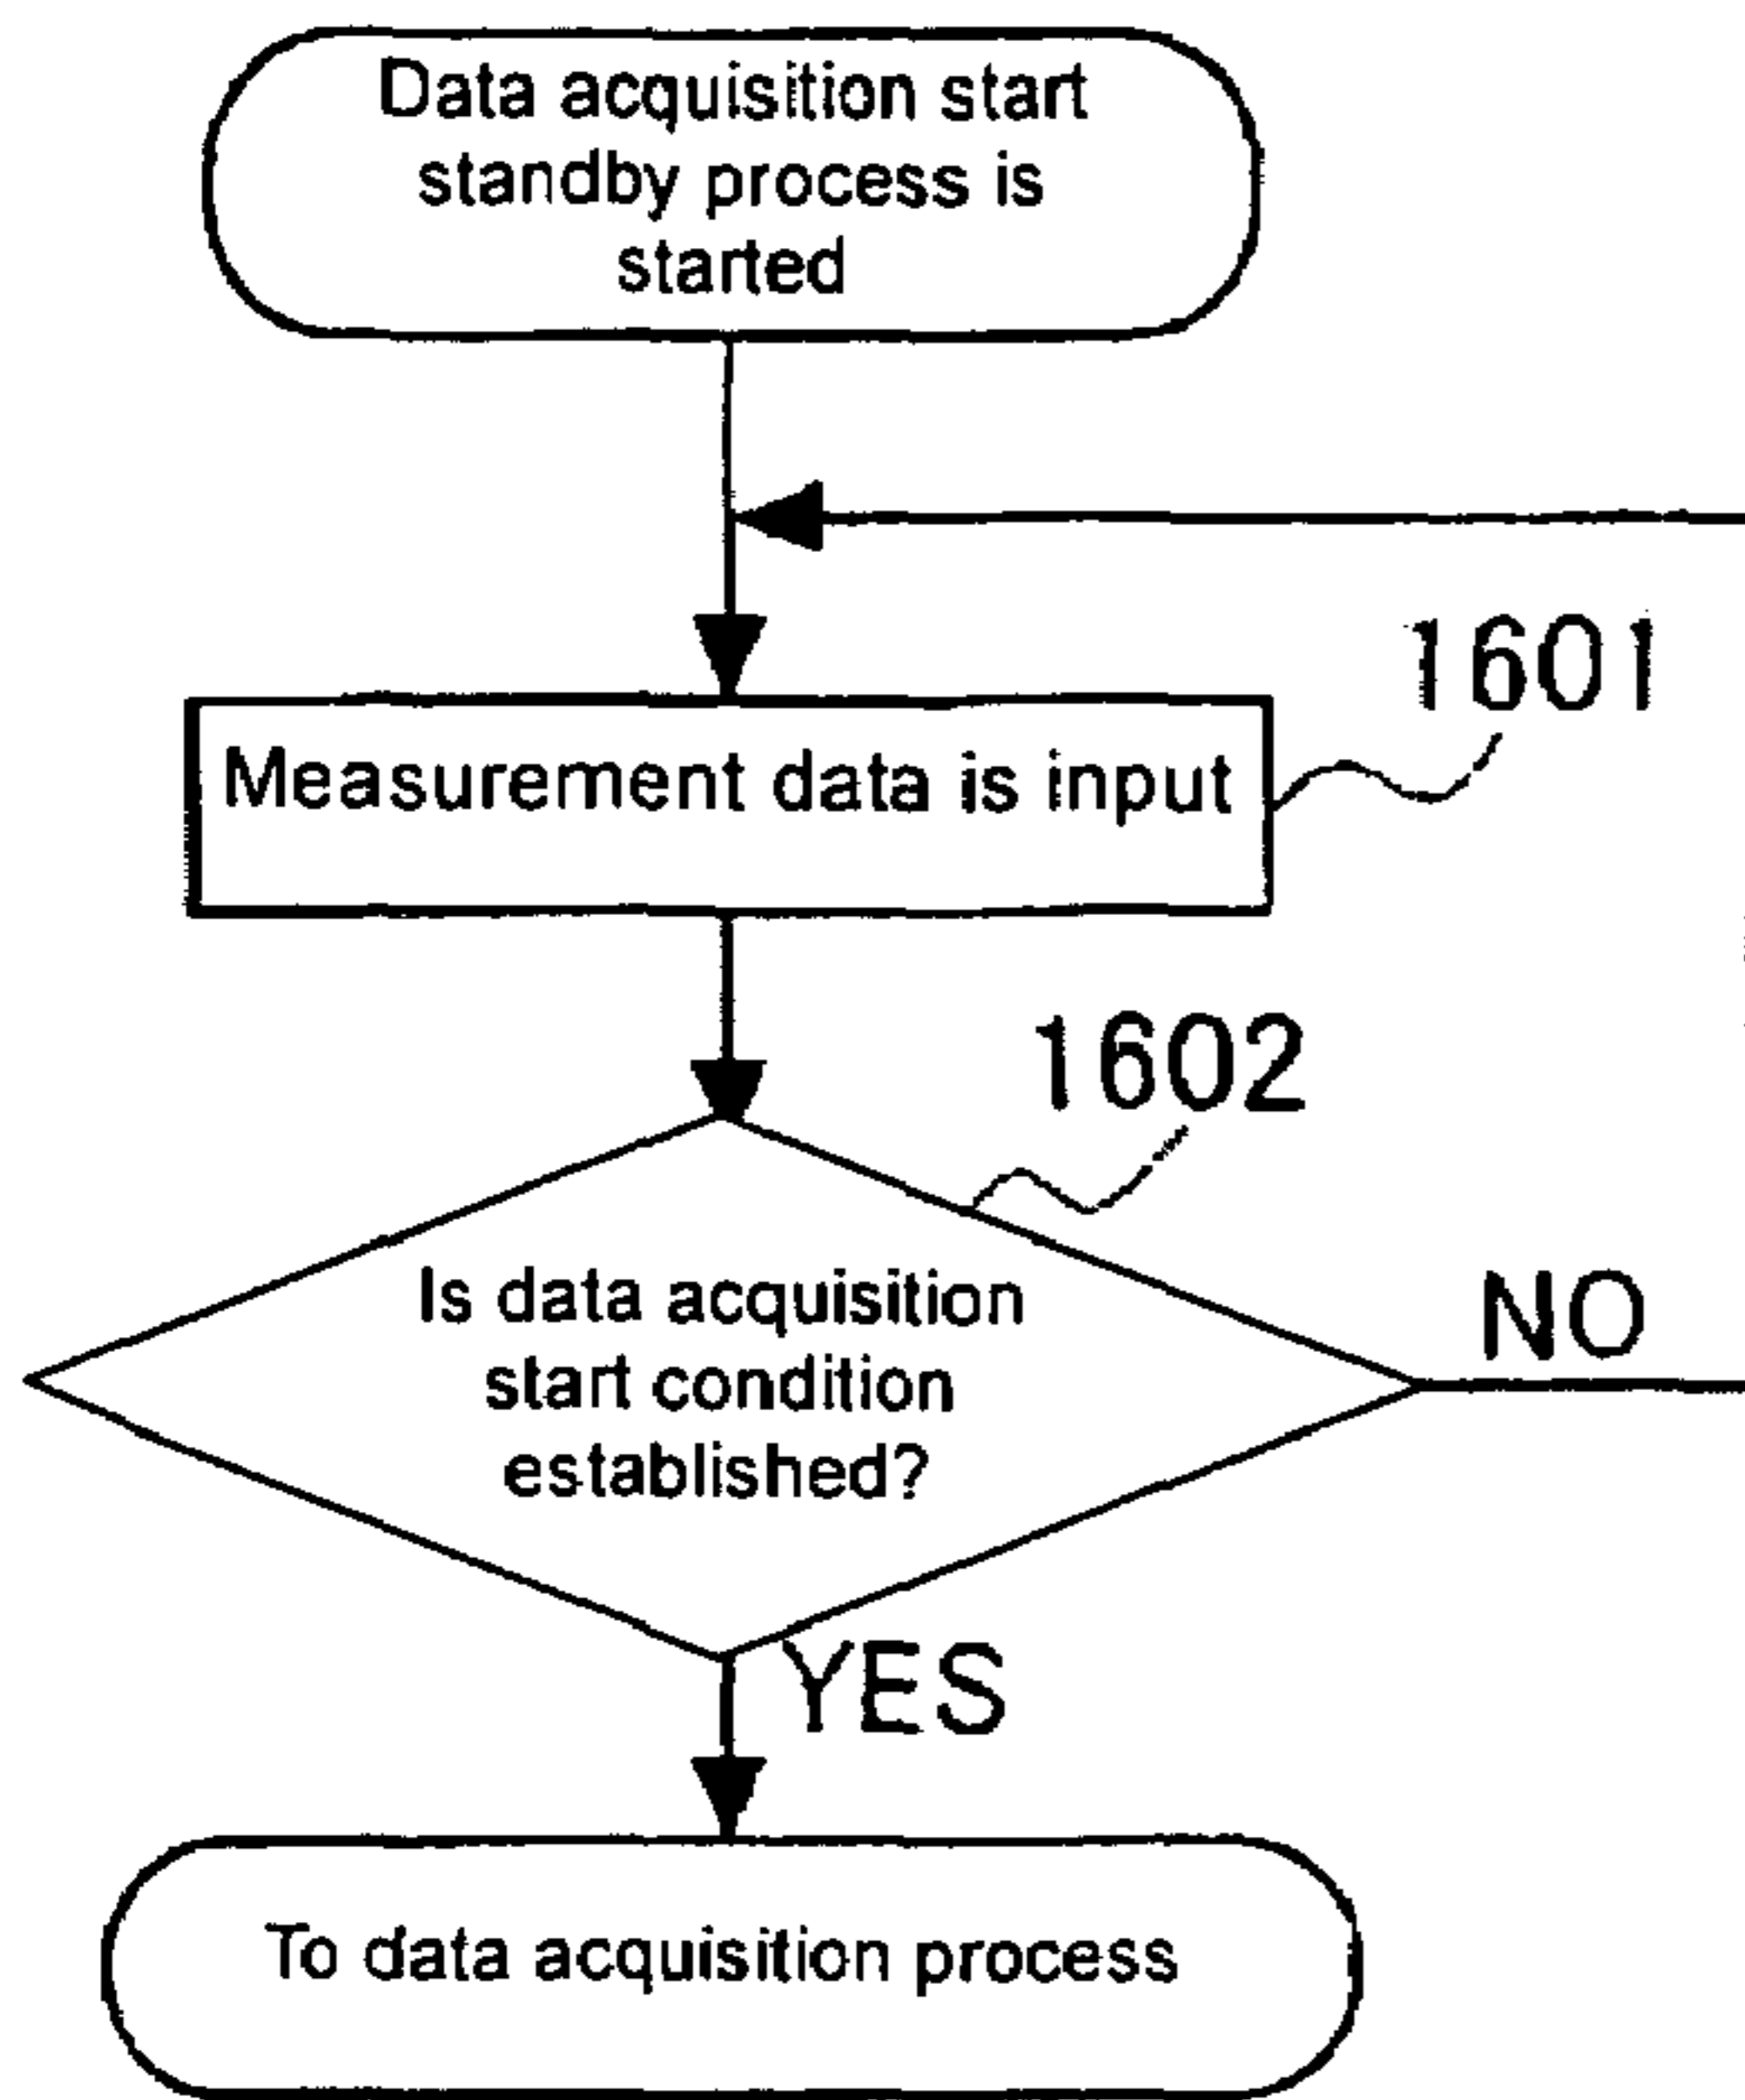 Data acquisition start
standby process is
started
1601
Measurement data is input
1602
Is data acquisition
start condition
established?
NO
YES
To data acquisition process